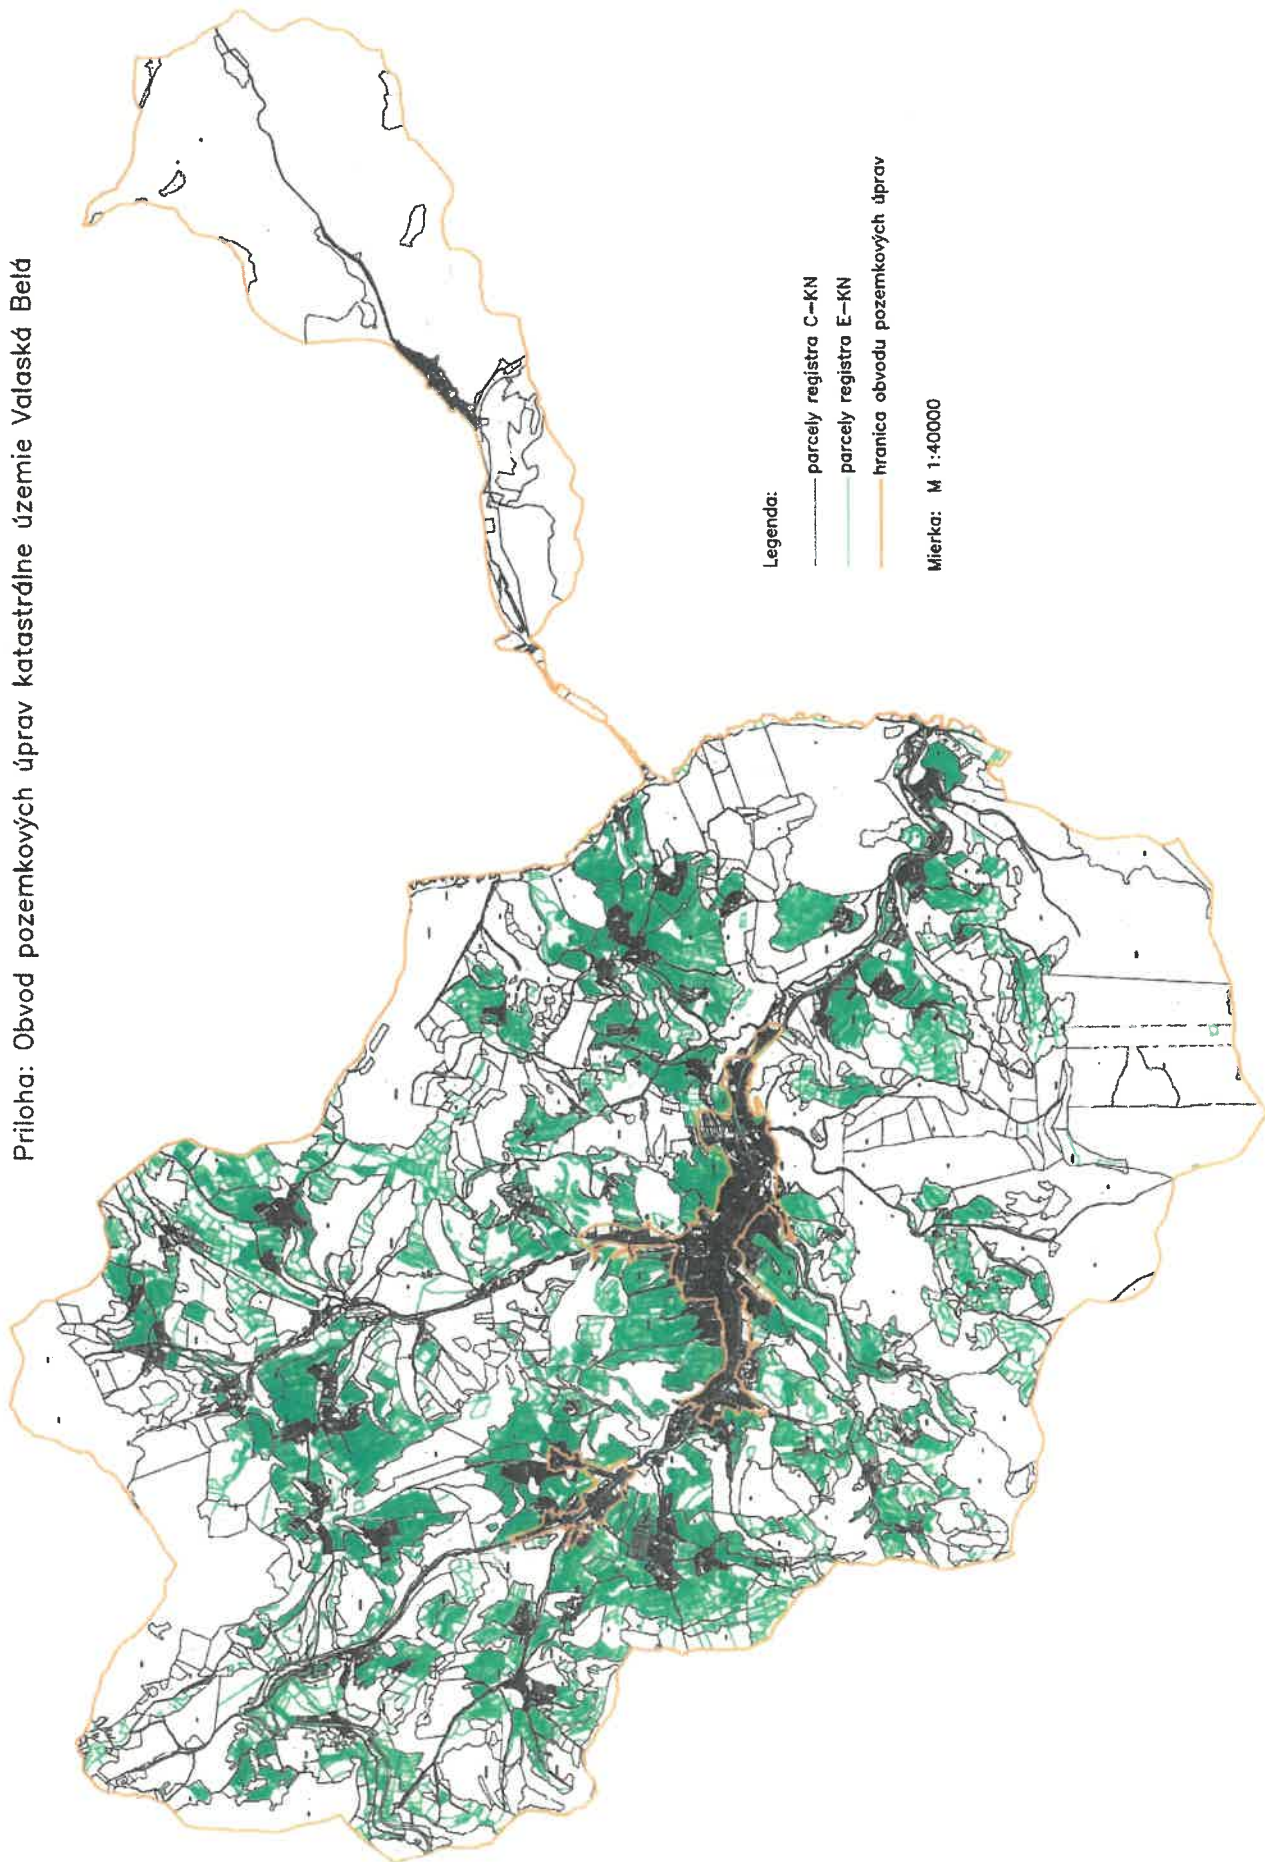 Príloha: Obvod pozemkových úprav katastrálne územie Valaská Belá
Legenda:
parcely registra C-KN
parcely registra E-KN
hranica obvodu pozemkových úprav
Mierka: M 1:40000